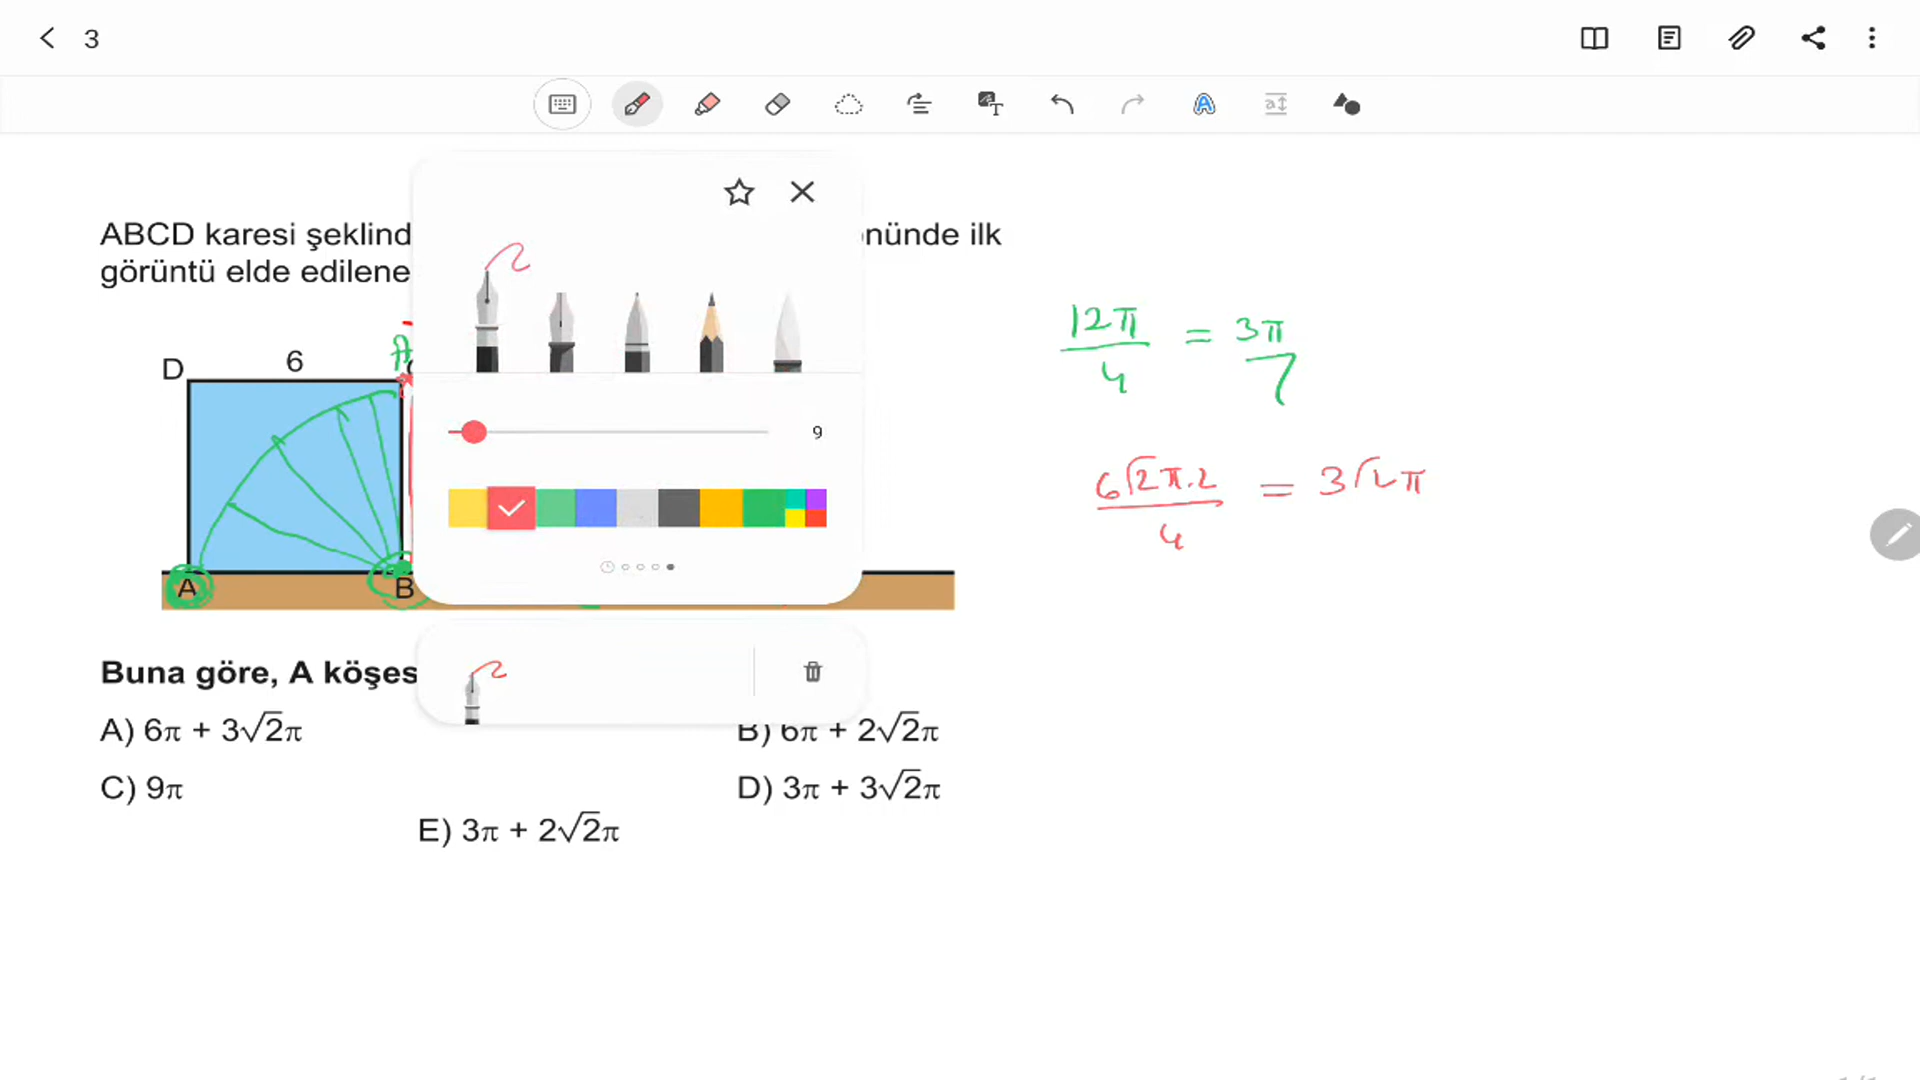 3
ABCD karesi şeklind nünde ilk
görüntü elde edilene
12π/4 = 3π
D 6 A
9
6√2π.2/4 = 3√2π
A B
Buna göre, A köşes
A) 6π + 3√2π B) 6π + 2√2π
C) 9π D) 3π + 3√2π
E) 3π + 2√2π